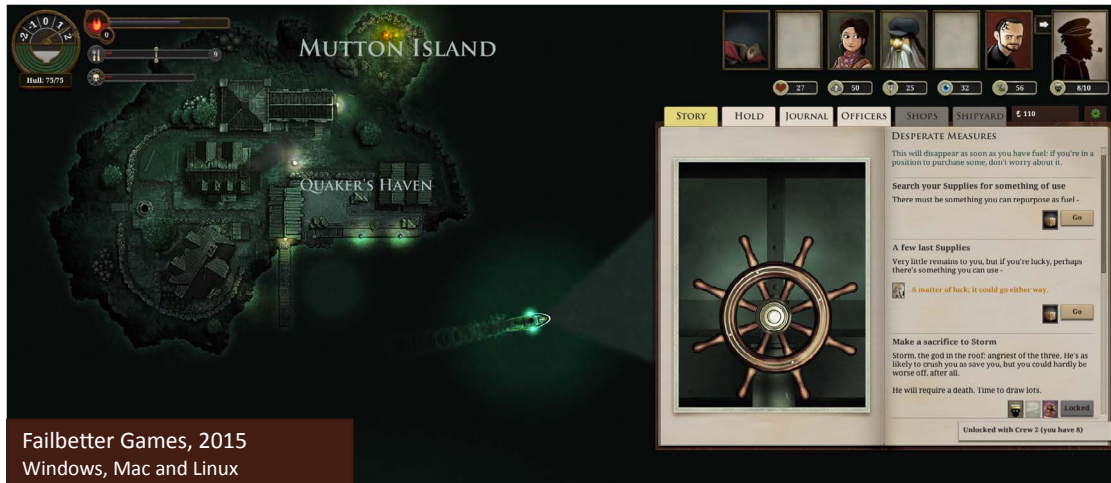 -2 -1 0 1 2
Hull: 75/75
0
9
MUTTON ISLAND
QUAKER'S HAVEN
27
50
25
32
56
8/10
STORY
HOLD
JOURNAL
OFFICERS
SHOPS
SHIPYARD
£ 110
DESPERATE MEASURES
This will disappear as soon as you have fuel: if you're in a
position to purchase some, don't worry about it.
Search your Supplies for something of use
There must be something you can repurpose as fuel -
Go
A few last Supplies
Very little remains to you, but if you're lucky, perhaps
there's something you can use -
A matter of luck: it could go either way.
Go
Make a sacrifice to Storm
Storm, the god in the roof: angriest of the three. He's as
likely to crush you as save you, but you could hardly be
worse off, after all.
He will require a death. Time to draw lots.
Locked
Unlocked with Crew 2 (you have 8)
Failbetter Games, 2015
Windows, Mac and Linux